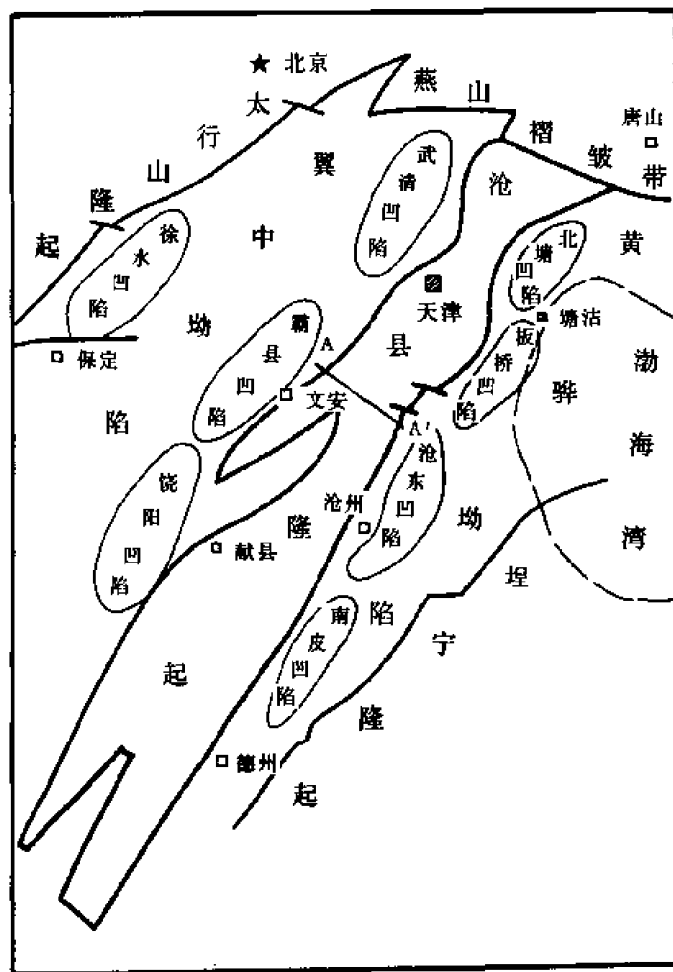 北京
太行山隆起
燕山褶皱带
唐山
翼中坳陷
武清凹陷
沧县隆起
徐水凹陷
北塘凹陷
黄骅坳陷
天津
塘沽
渤海湾
保定
霸县凹陷
A
板桥凹陷
文安
A'
饶阳凹陷
沧州
沧东凹陷
献县
埕宁隆起
南皮凹陷
德州